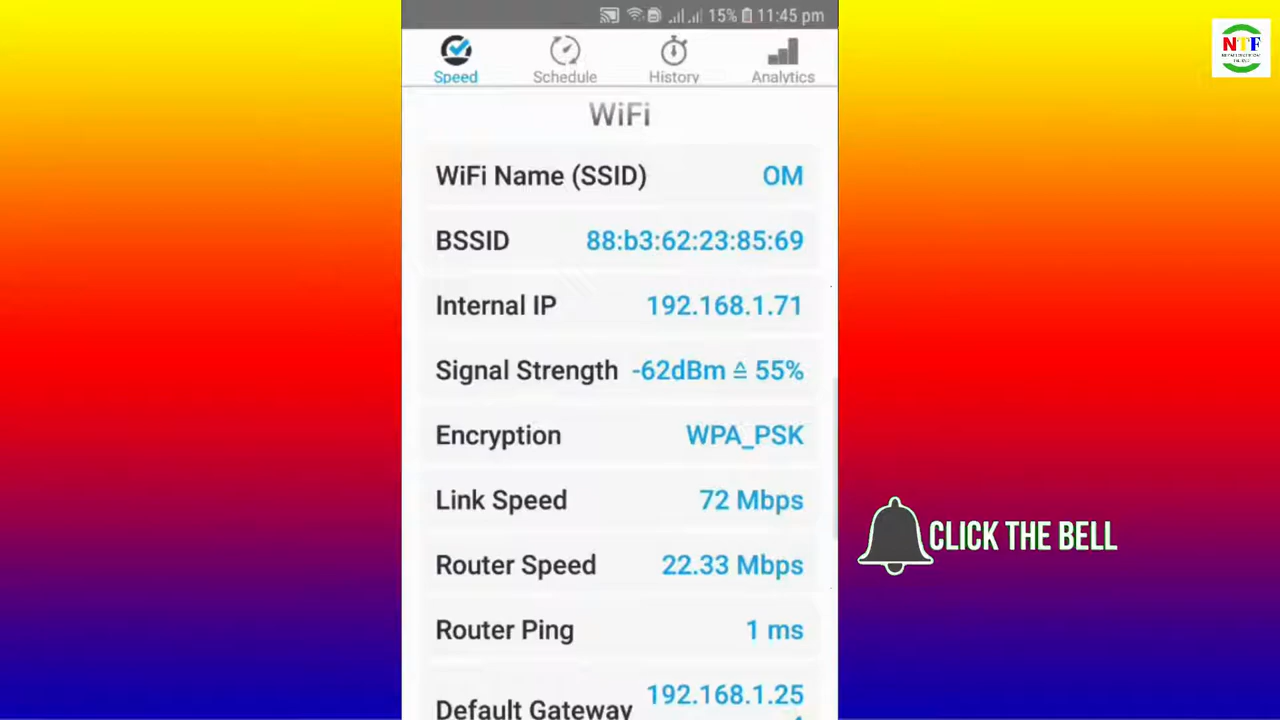 15% 11:45 pm
NTF
Speed Schedule History Analytics
WiFi
WiFi Name (SSID) OM
BSSID 88:b3:62:23:85:69
Internal IP 192.168.1.71
Signal Strength -62dBm ≙ 55%
Encryption WPA_PSK
Link Speed 72 Mbps
CLICK THE BELL
Router Speed 22.33 Mbps
Router Ping 1 ms
Default Gateway 192.168.1.25